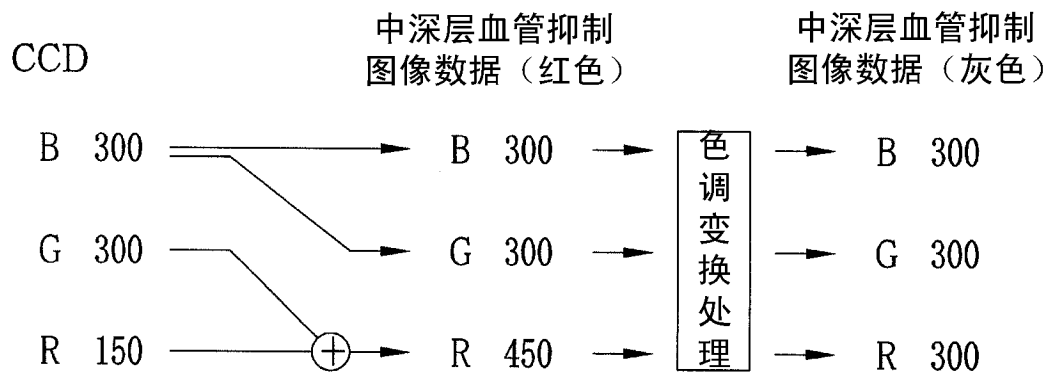 CCD
中深层血管抑制
图像数据（红色）
中深层血管抑制
图像数据（灰色）
B 300
B 300
色调变换处理
B 300
G 300
G 300
G 300
R 150
+
R 450
R 300